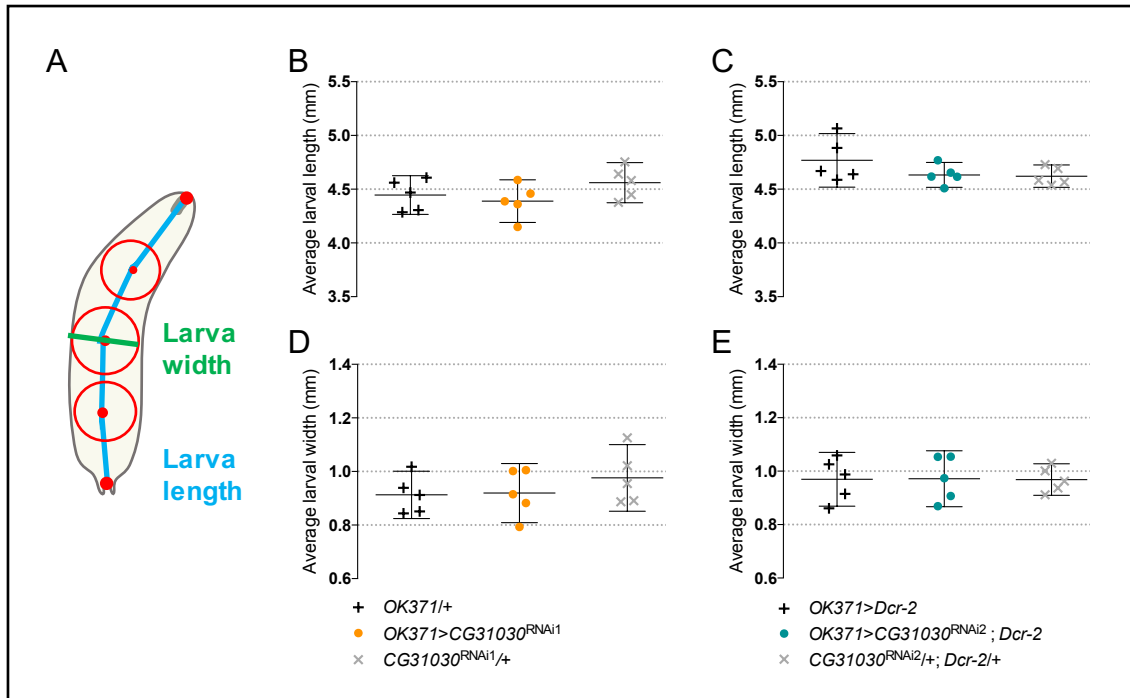 A
Larva
width
Larva
length
B
Average larval length (mm)
5.5
5.0
4.5
4.0
3.5
C
Average larval length (mm)
5.5
5.0
4.5
4.0
3.5
D
Average larval width (mm)
1.4
1.2
1.0
0.8
0.6
OK371/+
OK371>CG31030RNAi1
CG31030RNAi1/+
E
Average larval width (mm)
1.4
1.2
1.0
0.8
0.6
OK371>Dcr-2
OK371>CG31030RNAi2 ; Dcr-2
CG31030RNAi2/+; Dcr-2/+